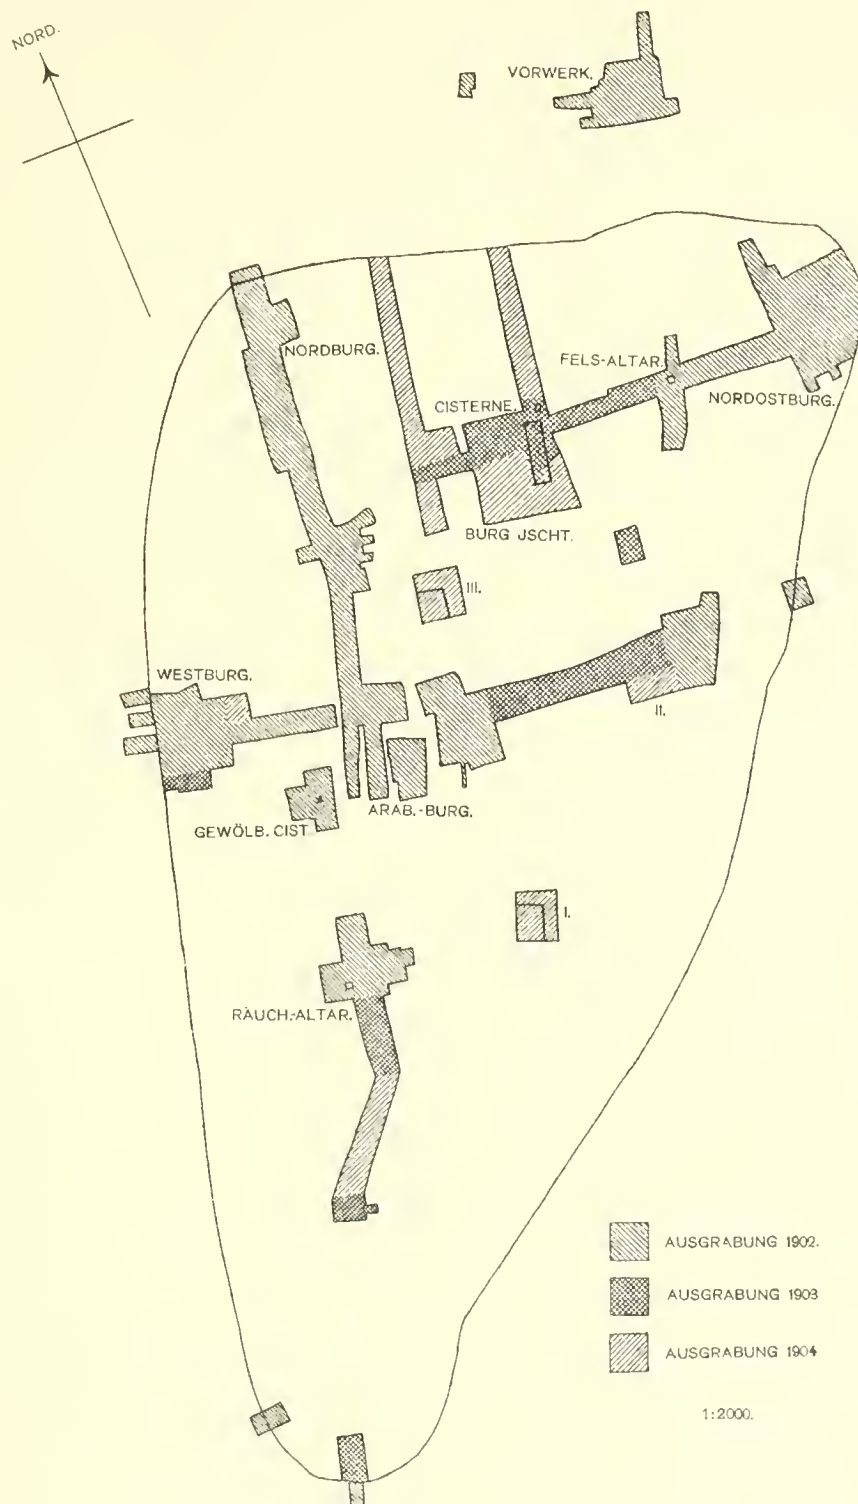 NORD.
VORWERK.
NORDBURG.
FELS-ALTAR.
CISTERNE.
NORDOSTBURG.
BURG JSCHT.
III.
WESTBURG.
II.
ARAB.-BURG.
GEWÖLB. CIST.
I.
RÄUCH.-ALTAR.
AUSGRABUNG 1902.
AUSGRABUNG 1903
AUSGRABUNG 1904
1:2000.